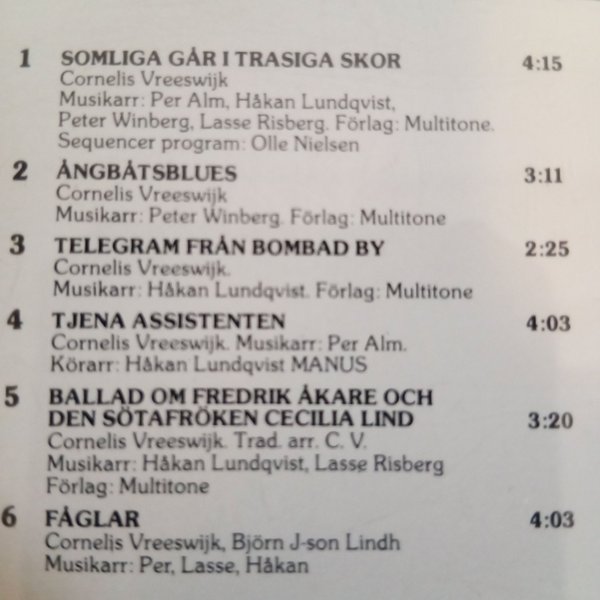 1 SOMLIGA GÅR I TRASIGA SKOR 4:15
Cornelis Vreeswijk
Musikarr: Per Alm, Håkan Lundqvist,
Peter Winberg, Lasse Risberg. Förlag: Multitone.
Sequencer program: Olle Nielsen
2 ÅNGBÅTSBLUES 3:11
Cornelis Vreeswijk
Musikarr: Peter Winberg. Förlag: Multitone
3 TELEGRAM FRÅN BOMBAD BY 2:25
Cornelis Vreeswijk.
Musikarr: Håkan Lundqvist. Förlag: Multitone
4 TJENA ASSISTENTEN 4:03
Cornelis Vreeswijk. Musikarr: Per Alm.
Körarr: Håkan Lundqvist MANUS
5 BALLAD OM FREDRIK ÅKARE OCH
DEN SÖTAFRÖKEN CECILIA LIND 3:20
Cornelis Vreeswijk. Trad. arr. C. V.
Musikarr: Håkan Lundqvist, Lasse Risberg
Förlag: Multitone
6 FÅGLAR 4:03
Cornelis Vreeswijk, Björn J-son Lindh
Musikarr: Per, Lasse, Håkan